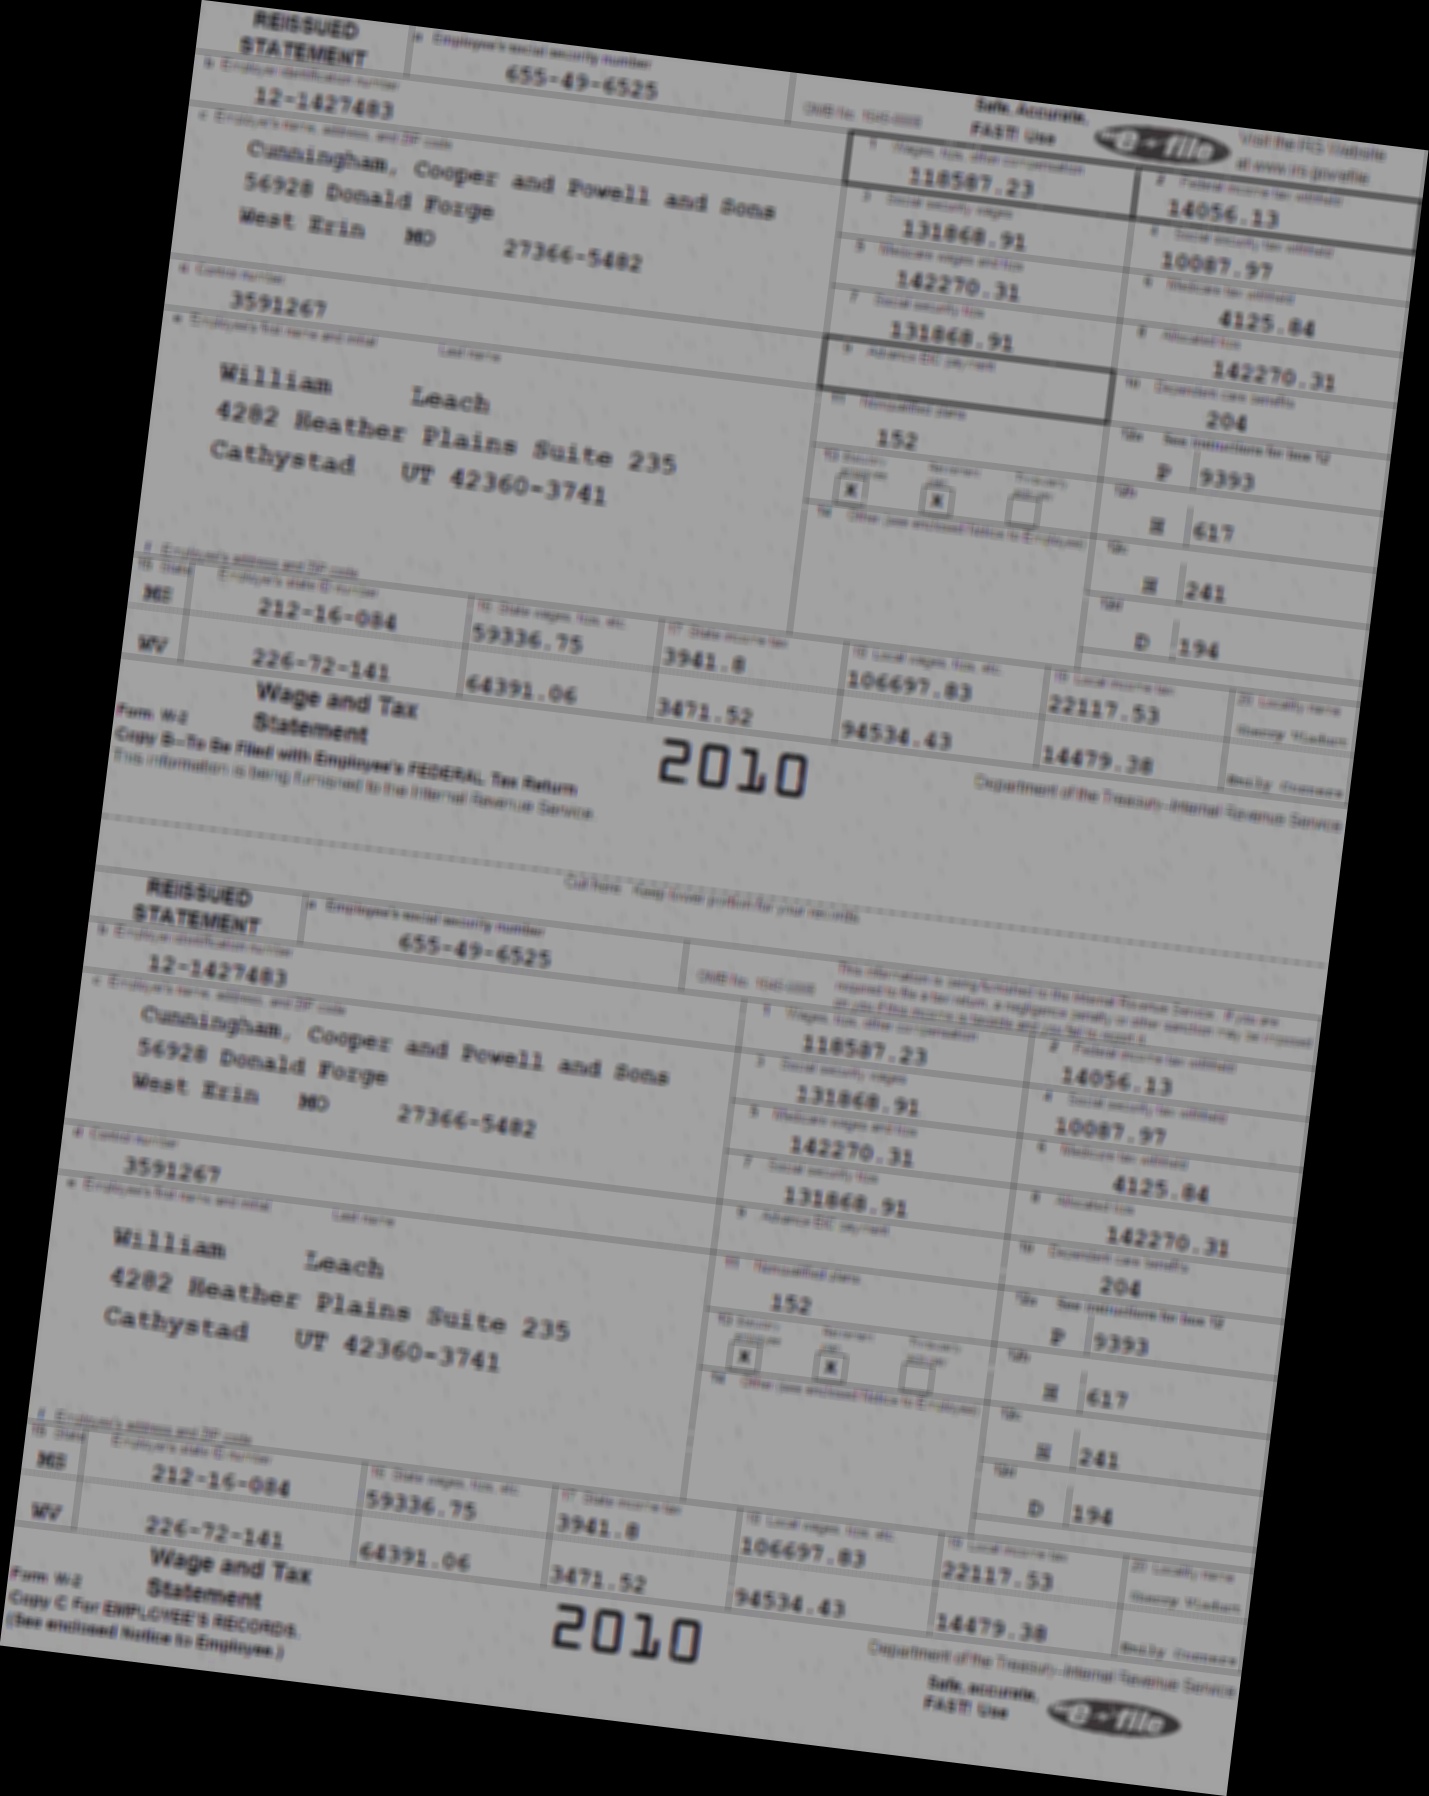 REISSUED STATEMENT
a Employee's social security number
655-49-6525
OMB No. 1545-0008
Safe, Accurate, FAST! Use
e-file
Visit the IRS Website at www.irs.gov/efile
b Employer identification number
12-1427483
c Employer's name, address, and ZIP code
Cunningham, Cooper and Powell and Sons
56928 Donald Forge
West Erin MO 27366-5482
1 Wages, tips, other compensation
118587.23
2 Federal income tax withheld
14056.13
3 Social security wages
131868.91
4 Social security tax withheld
10087.97
5 Medicare wages and tips
142270.31
6 Medicare tax withheld
4125.84
d Control number
3591267
7 Social security tips
131868.91
8 Allocated tips
142270.31
e Employee's first name and initial Last name
William Leach
4282 Heather Plains Suite 235
Cathystad UT 42360-3741
9 Advance EIC payment
10 Dependent care benefits
204
11 Nonqualified plans
152
12a See instructions for box 12
P 9393
13 Statutory employee Retirement plan Third-party sick pay
X X
12b
H 617
14 Other (see enclosed Notice to Employee)
12c
H 241
12d
D 194
f Employee's address and ZIP code
15 State Employer's state ID number
16 State wages, tips, etc.
17 State income tax
18 Local wages, tips, etc.
19 Local income tax
20 Locality name
MS 212-16-084 59336.75 3941.8 106697.83 22117.53
WV 226-72-141 64391.06 3471.52 94534.43 14479.38
Form W-2
Wage and Tax Statement
2010
Department of the Treasury-Internal Revenue Service
Copy B-To Be Filed with Employee's FEDERAL Tax Return
This information is being furnished to the Internal Revenue Service
Cut here. Keep lower portion for your records.
REISSUED STATEMENT
a Employee's social security number
655-49-6525
OMB No. 1545-0008
This information is being furnished to the Internal Revenue Service. If you are
required to file a tax return, a negligence penalty or other sanction may be imposed
on you if this income is taxable and you fail to report it.
b Employer identification number
12-1427483
c Employer's name, address, and ZIP code
Cunningham, Cooper and Powell and Sons
56928 Donald Forge
West Erin MO 27366-5482
1 Wages, tips, other compensation
118587.23
2 Federal income tax withheld
14056.13
3 Social security wages
131868.91
4 Social security tax withheld
10087.97
5 Medicare wages and tips
142270.31
6 Medicare tax withheld
4125.84
d Control number
3591267
7 Social security tips
131868.91
8 Allocated tips
142270.31
e Employee's first name and initial Last name
William Leach
4282 Heather Plains Suite 235
Cathystad UT 42360-3741
9 Advance EIC payment
10 Dependent care benefits
204
11 Nonqualified plans
152
12a See instructions for box 12
P 9393
13 Statutory employee Retirement plan Third-party sick pay
X X
12b
H 617
14 Other (see enclosed Notice to Employee)
12c
H 241
12d
D 194
f Employee's address and ZIP code
15 State Employer's state ID number
16 State wages, tips, etc.
17 State income tax
18 Local wages, tips, etc.
19 Local income tax
20 Locality name
MS 212-16-084 59336.75 3941.8 106697.83 22117.53
WV 226-72-141 64391.06 3471.52 94534.43 14479.38
Form W-2
Wage and Tax Statement
2010
Department of the Treasury-Internal Revenue Service
Copy C For EMPLOYEE'S RECORDS.
(See enclosed Notice to Employee.)
Safe, accurate, FAST! Use
e-file